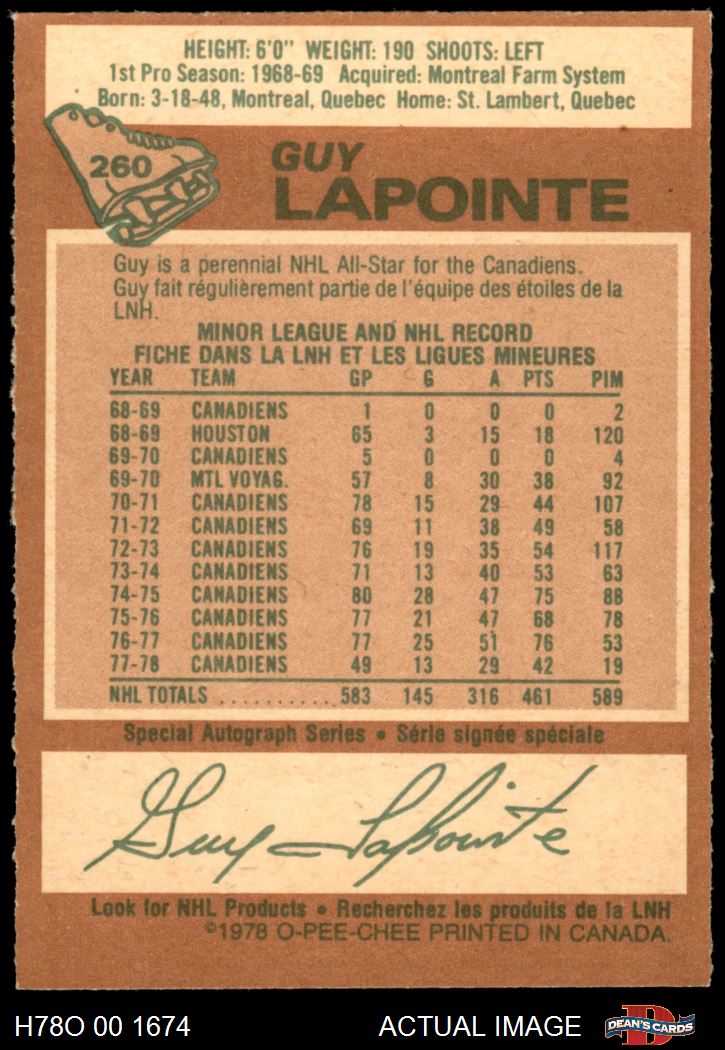 HEIGHT: 6'0" WEIGHT: 190 SHOOTS: LEFT
1st Pro Season: 1968-69 Acquired: Montreal Farm System
Born: 3-18-48, Montreal, Quebec Home: St. Lambert, Quebec
260
GUY
LAPOINTE
Guy is a perennial NHL All-Star for the Canadiens.
Guy fait régulièrement partie de l'équipe des étoiles de la
LNH.
MINOR LEAGUE AND NHL RECORD
FICHE DANS LA LNH ET LES LIGUES MINEURES
YEAR TEAM GP G A PTS PIM
68-69 CANADIENS 1 0 0 0 2
68-69 HOUSTON 65 3 15 18 120
69-70 CANADIENS 5 0 0 0 4
69-70 MTL VOYAG. 57 8 30 38 92
70-71 CANADIENS 78 15 29 44 107
71-72 CANADIENS 69 11 38 49 58
72-73 CANADIENS 76 19 35 54 117
73-74 CANADIENS 71 13 40 53 63
74-75 CANADIENS 80 28 47 75 88
75-76 CANADIENS 77 21 47 68 78
76-77 CANADIENS 77 25 51 76 53
77-78 CANADIENS 49 13 29 42 19
NHL TOTALS ........... 583 145 316 461 589
Special Autograph Series • Série signée spéciale
Guy Lapointe
Look for NHL Products • Recherchez les produits de la LNH
©1978 O-PEE-CHEE PRINTED IN CANADA.
H78O 00 1674 ACTUAL IMAGE D DEAN'S CARDS